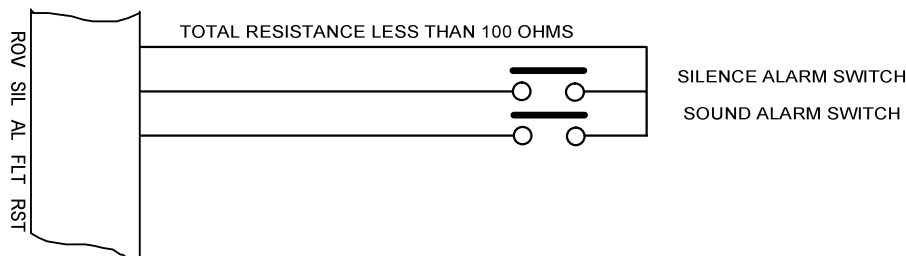 TOTAL RESISTANCE LESS THAN 100 OHMS
SILENCE ALARM SWITCH
SOUND ALARM SWITCH
ROV SIL AL FLT RST